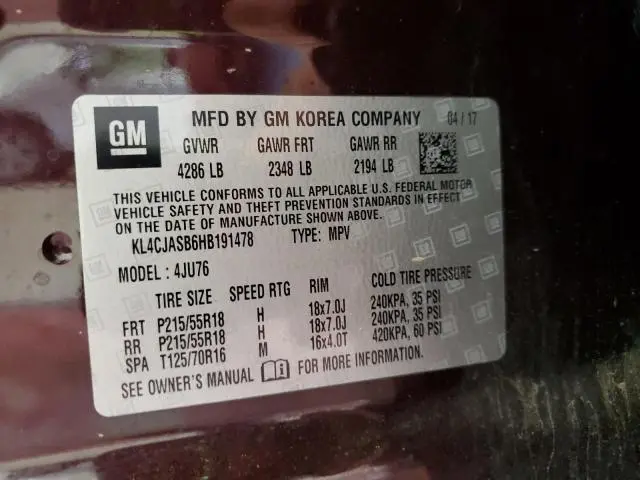 GM
MFD BY GM KOREA COMPANY 04 / 17
GVWR GAWR FRT GAWR RR
4286 LB 2348 LB 2194 LB
THIS VEHICLE CONFORMS TO ALL APPLICABLE U.S. FEDERAL MOTOR
VEHICLE SAFETY AND THEFT PREVENTION STANDARDS IN EFFECT
ON THE DATE OF MANUFACTURE SHOWN ABOVE.
KL4CJASB6HB191478 TYPE: MPV
MODEL : 4JU76
TIRE SIZE SPEED RTG RIM COLD TIRE PRESSURE
FRT P215/55R18 H 18x7.0J 240KPA, 35 PSI
RR P215/55R18 H 18x7.0J 240KPA, 35 PSI
SPA T125/70R16 M 16x4.0T 420KPA, 60 PSI
SEE OWNER'S MANUAL FOR MORE INFORMATION.